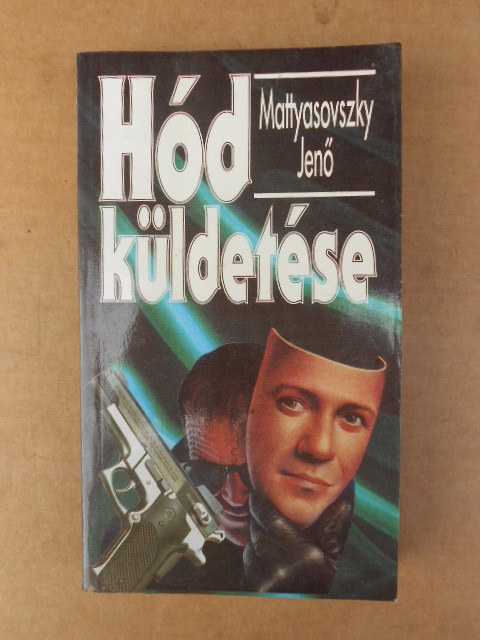 Hód
Mattyasovszky
Jenő
küldetése